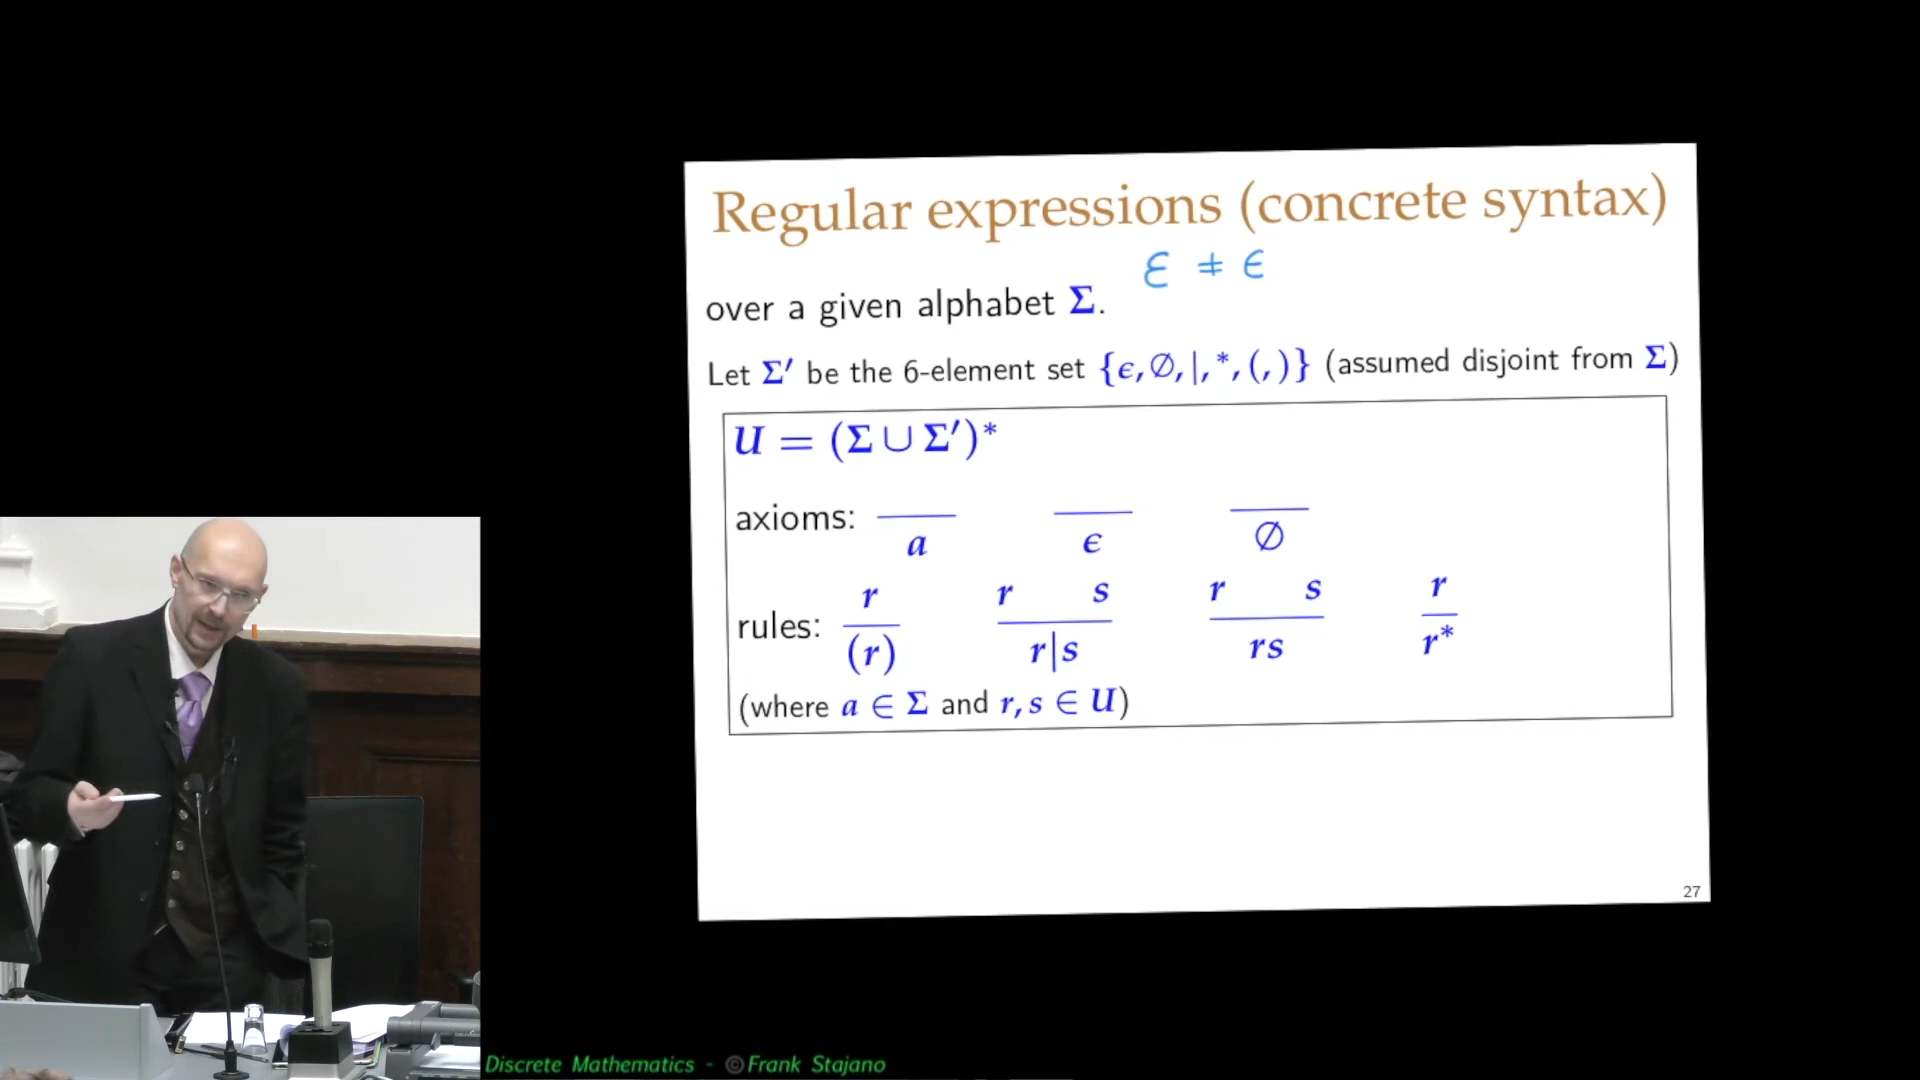 Regular expressions (concrete syntax)
ε ≠ ϵ
over a given alphabet Σ.
Let Σ′ be the 6-element set {ϵ, ∅, |, *, (, )} (assumed disjoint from Σ)
U = (Σ ∪ Σ′)*
axioms: a ϵ ∅
rules: r / (r) r s / r|s r s / rs r / r*
(where a ∈ Σ and r, s ∈ U)
27
Discrete Mathematics - ©Frank Stajano